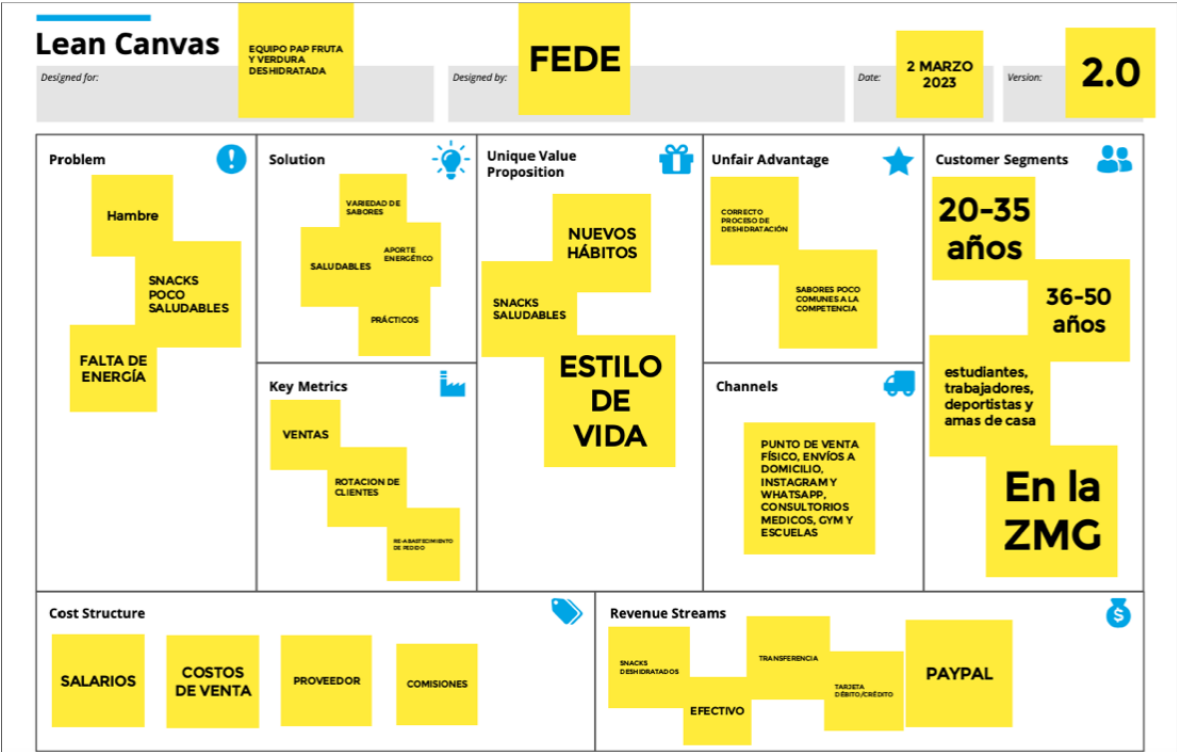 Lean Canvas
Designed for:
EQUIPO PAP FRUTA
Y VERDURA
DESHIDRATADA
Designed by:
FEDE
Date:
2 MARZO
2023
Version:
2.0
Problem
Hambre
SNACKS
POCO
SALUDABLES
FALTA DE
ENERGÍA
Solution
VARIEDAD DE
SABORES
APORTE
ENERGÉTICO
SALUDABLES
PRÁCTICOS
Key Metrics
VENTAS
ROTACION DE
CLIENTES
RE-ABASTECIMIENTO
DE PEDIDO
Unique Value
Proposition
NUEVOS
HÁBITOS
SNACKS
SALUDABLES
ESTILO
DE
VIDA
Unfair Advantage
CORRECTO
PROCESO DE
DESHIDRATACIÓN
SABORES POCO
COMUNES A LA
COMPETENCIA
Channels
PUNTO DE VENTA
FÍSICO, ENVÍOS A
DOMICILIO,
INSTAGRAM Y
WHATSAPP,
CONSULTORIOS
MEDICOS, GYM Y
ESCUELAS
Customer Segments
20-35
años
36-50
años
estudiantes,
trabajadores,
deportistas y
amas de casa
En la
ZMG
Cost Structure
SALARIOS
COSTOS
DE VENTA
PROVEEDOR
COMISIONES
Revenue Streams
SNACKS
DESHIDRATADOS
EFECTIVO
TRANSFERENCIA
TARJETA
DÉBITO/CRÉDITO
PAYPAL